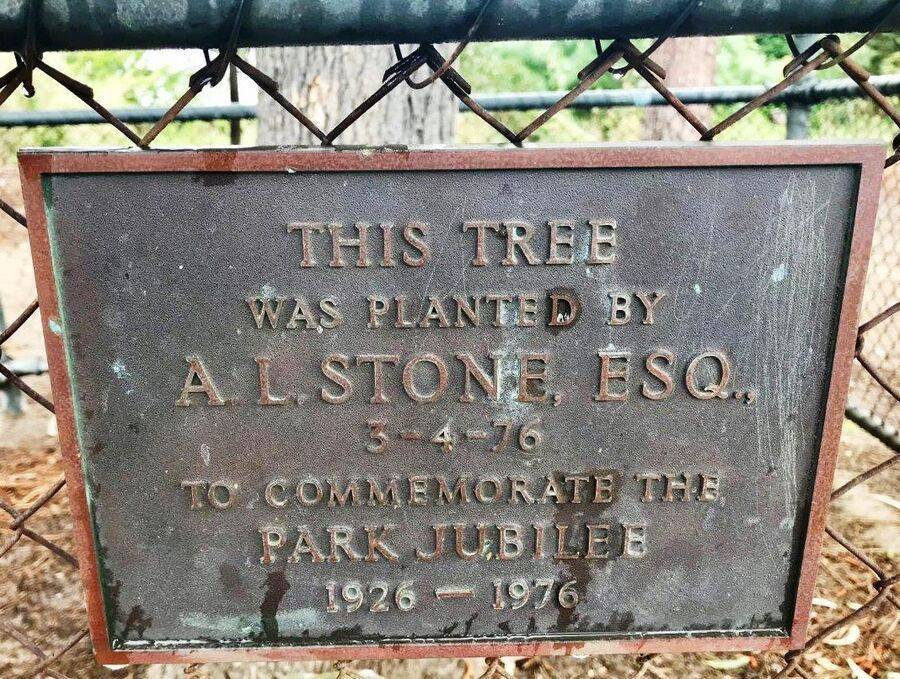 THIS TREE
WAS PLANTED BY
A. L. STONE, ESQ.,
3-4-76
TO COMMEMORATE THE
PARK JUBILEE
1926 — 1976